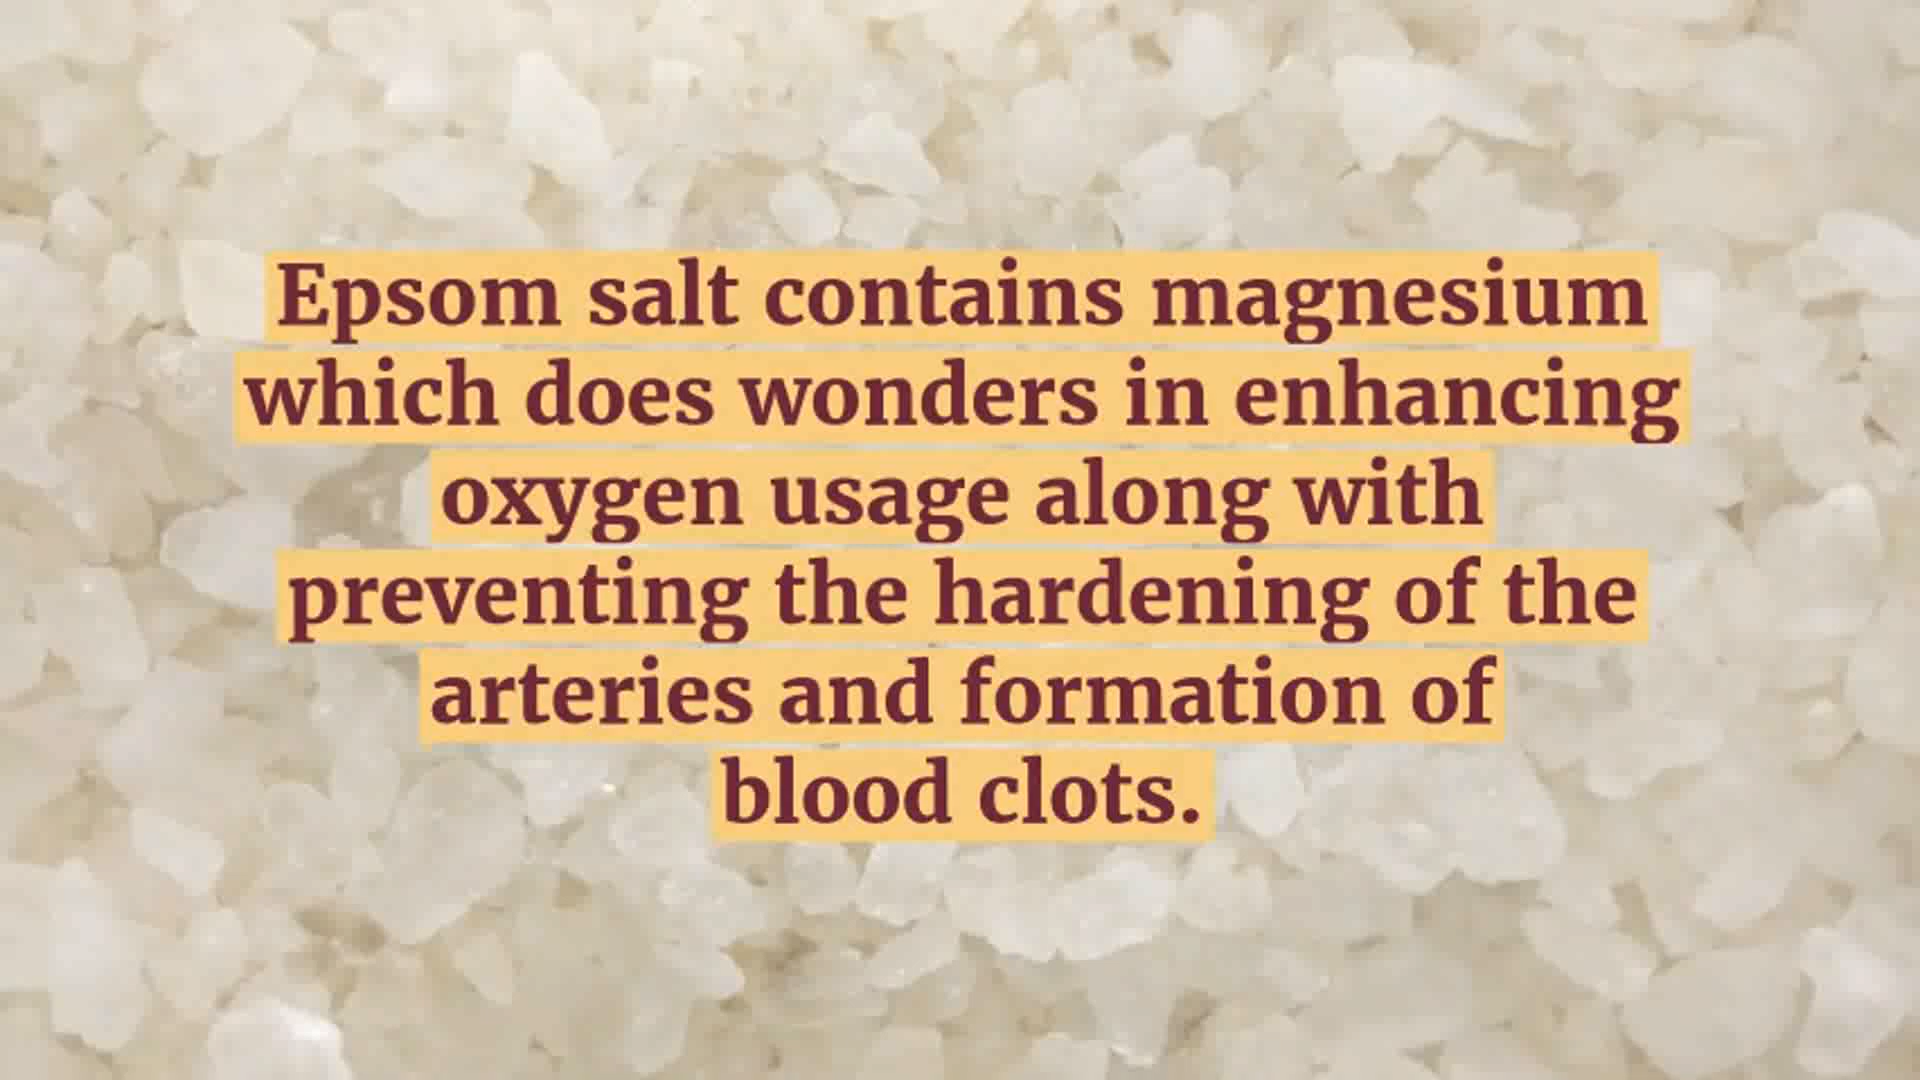 Epsom salt contains magnesium
which does wonders in enhancing
oxygen usage along with
preventing the hardening of the
arteries and formation of
blood clots.